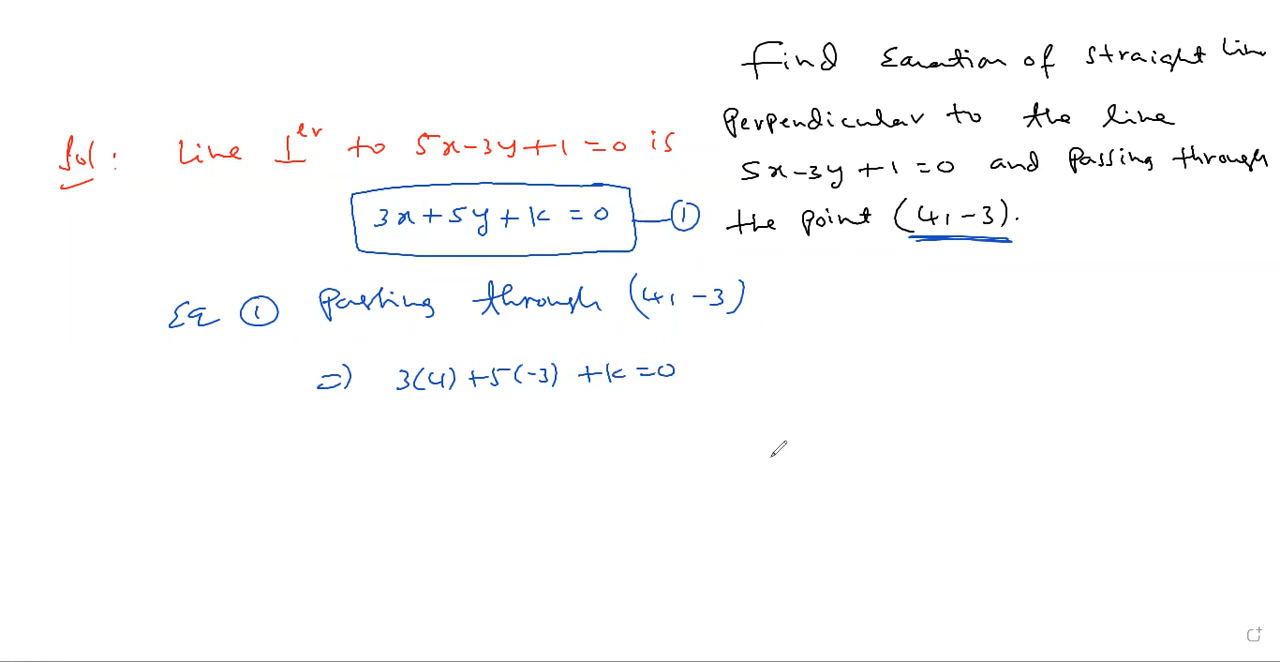 Find Equation of straight line
perpendicular to the line
5x-3y+1=0 and passing through
the point (4,-3).
Sol: Line ⊥er to 5x-3y+1=0 is
3x+5y+k=0 —①
Eq ① passing through (4,-3)
⇒ 3(4)+5(-3)+k=0